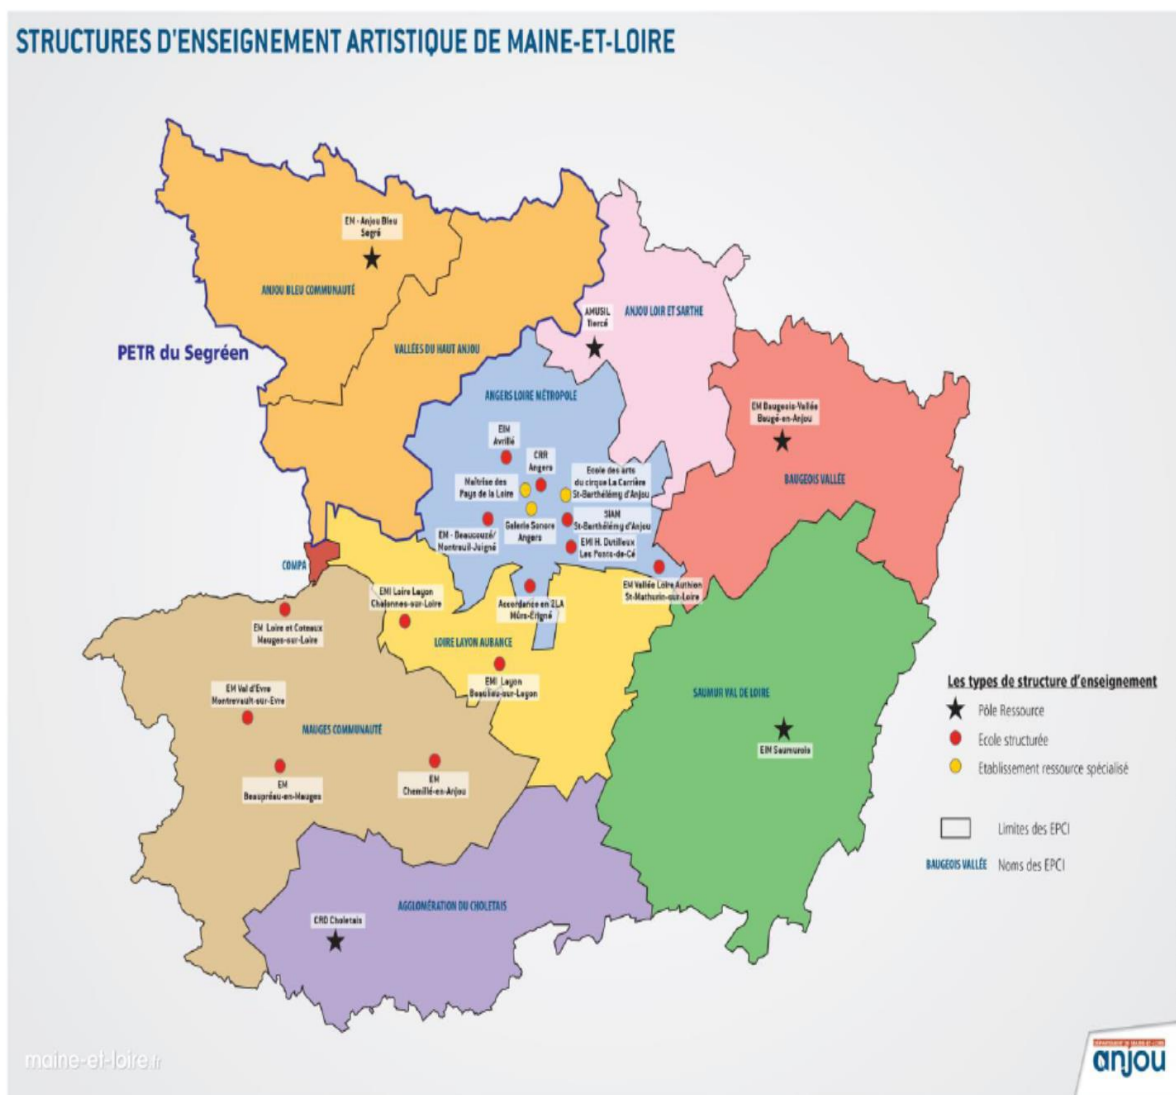 STRUCTURES D'ENSEIGNEMENT ARTISTIQUE DE MAINE-ET-LOIRE
EM - Anjou Bleu
Segré
ANJOU BLEU COMMUNAUTÉ
PETR du Segréen
VALLÉES DU HAUT ANJOU
AMUSIL
Tiercé
ANJOU LOIR ET SARTHE
ANGERS LOIRE MÉTROPOLE
EIM
Avrillé
CRR
Angers
Maîtrise des
Pays de la Loire
Ecole des arts
du cirque La Carrière
St-Barthélémy d'Anjou
EM - Beaucouzé/
Montreuil-Juigné
Galerie Sonore
Angers
SIAM
St-Barthélémy d'Anjou
EMI H. Dutilleux
Les Ponts-de-Cé
EM Vallée Loire Authion
St-Mathurin-sur-Loire
Accordance en 2LA
Mûrs-Erigné
EM Baugeois-Vallée
Baugé-en-Anjou
BAUGEOIS VALLÉE
COMPA
EMI Loire Layon
Chalonnes-sur-Loire
EM Loire et Coteaux
Mauges-sur-Loire
LOIRE LAYON AUBANCE
EMI Layon
Beaulieu-sur-Layon
EM Val d'Evre
Montrevault-sur-Evre
MAUGES COMMUNAUTÉ
EM
Beaupréau-en-Mauges
EM
Chemillé-en-Anjou
SAUMUR VAL DE LOIRE
EIM Saumurois
AGGLOMÉRATION DU CHOLETAIS
CRD Choletais
Les types de structure d'enseignement
Pôle Ressource
Ecole structurée
Etablissement ressource spécialisé
Limites des EPCI
BAUGEOIS VALLÉE Noms des EPCI
maine-et-loire.fr
DÉPARTEMENT DE MAINE-ET-LOIRE
anjou